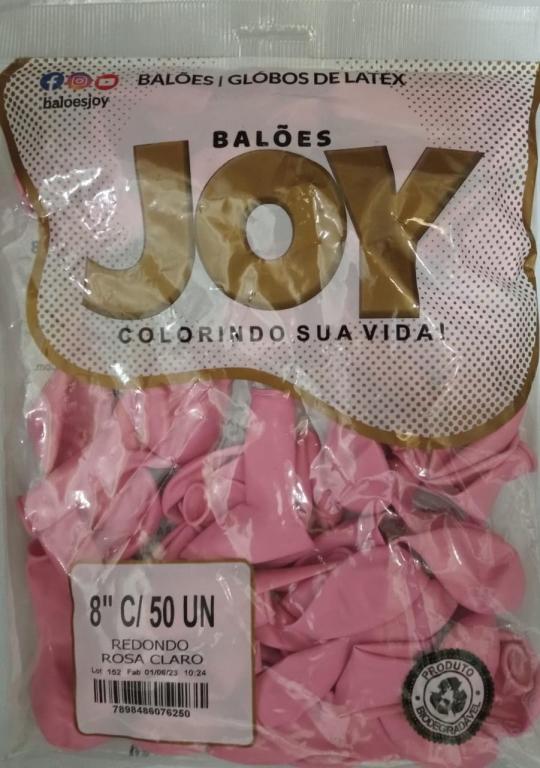 BALÕES | GLÓBOS DE LATEX
baloesjoy
BALÕES
JOY
COLORINDO SUA VIDA!
8" C/ 50 UN
REDONDO
ROSA CLARO
Lot 152 Fab 01/06/23 10:24
7898486076250
PRODUTO
BIODEGRADÁVEL